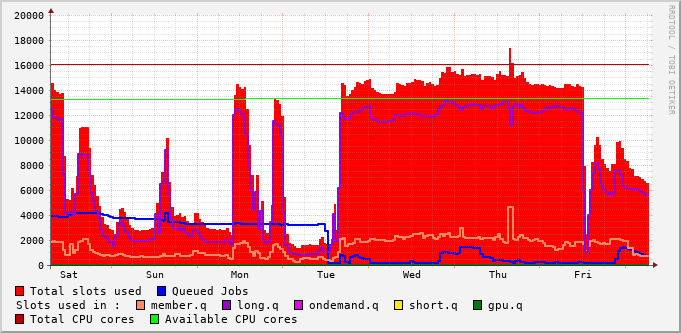 20000
18000
16000
14000
12000
10000
8000
6000
4000
2000
0
Sat Sun Mon Tue Wed Thu Fri
RRDTOOL / TOBI OETIKER
Total slots used Queued Jobs
Slots used in : member.q long.q ondemand.q short.q gpu.q
Total CPU cores Available CPU cores